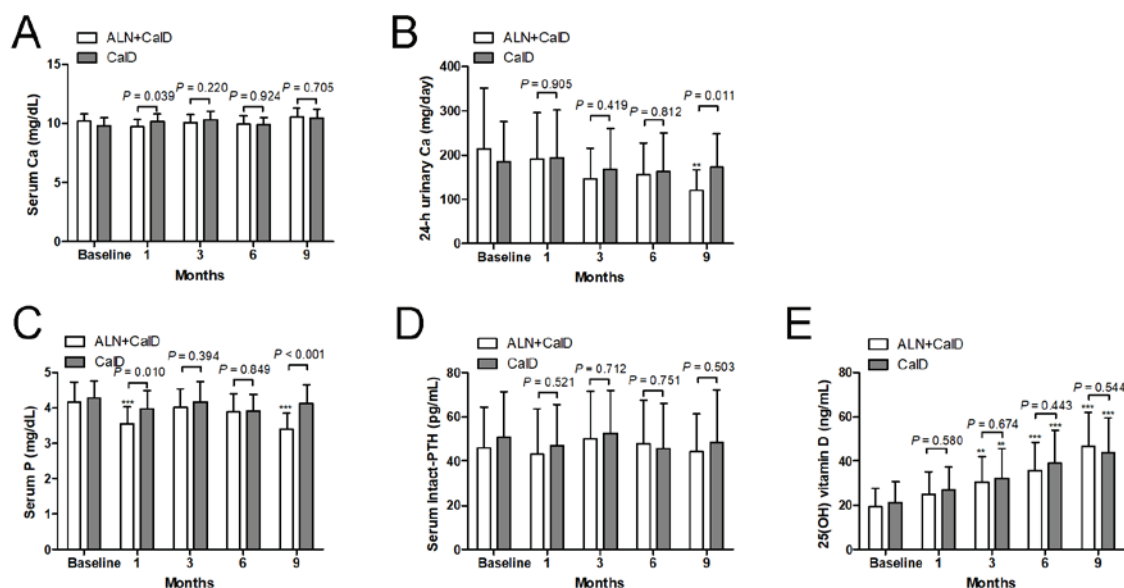 A
ALN+CalD
CalD
Serum Ca (mg/dL)
15
10
5
0
P = 0.039
P = 0.220
P = 0.924
P = 0.705
Baseline 1 3 6 9
Months
B
ALN+CalD
CalD
24-h urinary Ca (mg/day)
400
300
200
100
0
P = 0.905
P = 0.419
P = 0.812
P = 0.011
**
Baseline 1 3 6 9
Months
C
ALN+CalD
CalD
Serum P (mg/dL)
5
4
3
2
1
0
P = 0.010
P = 0.394
P = 0.849
P < 0.001
***
***
Baseline 1 3 6 9
Months
D
ALN+CalD
CalD
Serum Intact-PTH (pg/mL)
80
60
40
20
0
P = 0.521
P = 0.712
P = 0.751
P = 0.503
Baseline 1 3 6 9
Months
E
ALN+CalD
CalD
25(OH) vitamin D (ng/mL)
80
60
40
20
0
P = 0.580
P = 0.674
P = 0.443
P = 0.544
** **
*** ***
*** ***
Baseline 1 3 6 9
Months